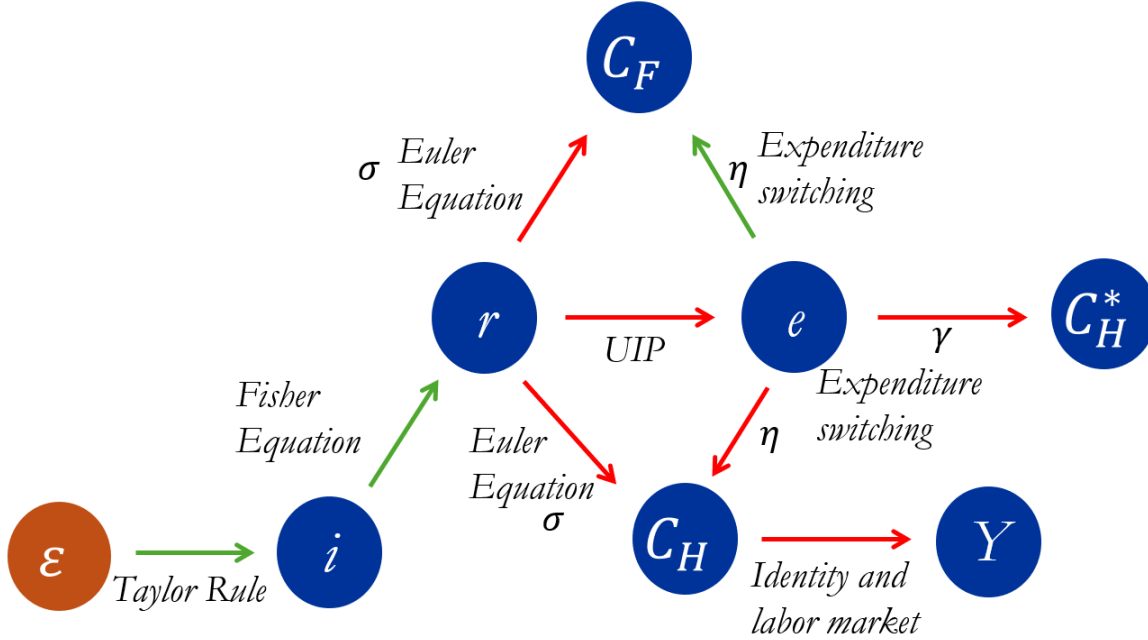 C_F
σ Euler
Equation
η Expenditure
switching
r
UIP
e
γ
C_H^*
Expenditure
switching
Fisher
Equation
Euler
Equation
σ
η
ε
Taylor Rule
i
C_H
Identity and
labor market
Y